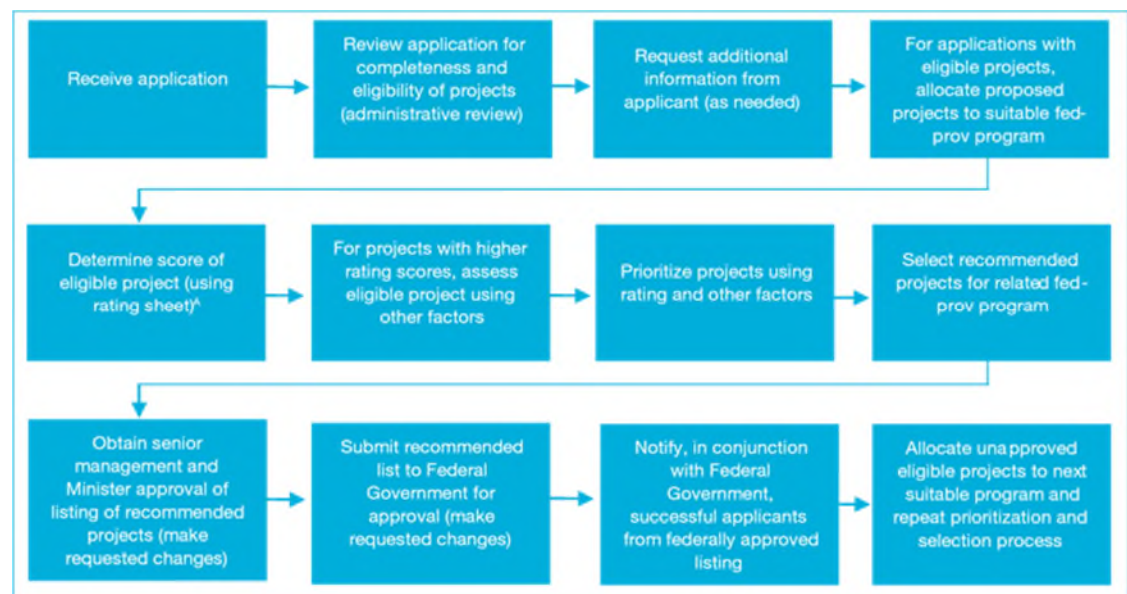 Receive application
Review application for
completeness and
eligibility of projects
(administrative review)
Request additional
information from
applicant (as needed)
For applications with
eligible projects,
allocate proposed
projects to suitable fed-
prov program
Determine score of
eligible project (using
rating sheet)ᴬ
For projects with higher
rating scores, assess
eligible project using
other factors
Prioritize projects using
rating and other factors
Select recommended
projects for related fed-
prov program
Obtain senior
management and
Minister approval of
listing of recommended
projects (make
requested changes)
Submit recommended
list to Federal
Government for
approval (make
requested changes)
Notify, in conjunction
with Federal
Government,
successful applicants
from federally approved
listing
Allocate unapproved
eligible projects to next
suitable program and
repeat prioritization and
selection process